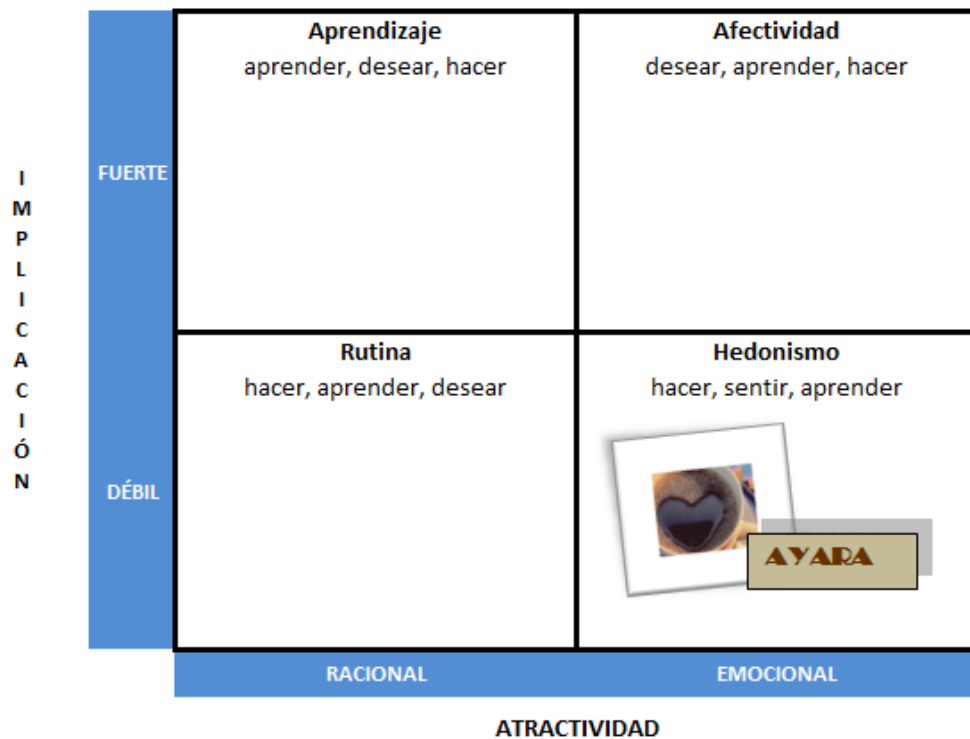 Aprendizaje
aprender, desear, hacer
Afectividad
desear, aprender, hacer
IMPLICACIÓN
FUERTE
Rutina
hacer, aprender, desear
Hedonismo
hacer, sentir, aprender
DÉBIL
AYARA
RACIONAL
EMOCIONAL
ATRACTIVIDAD